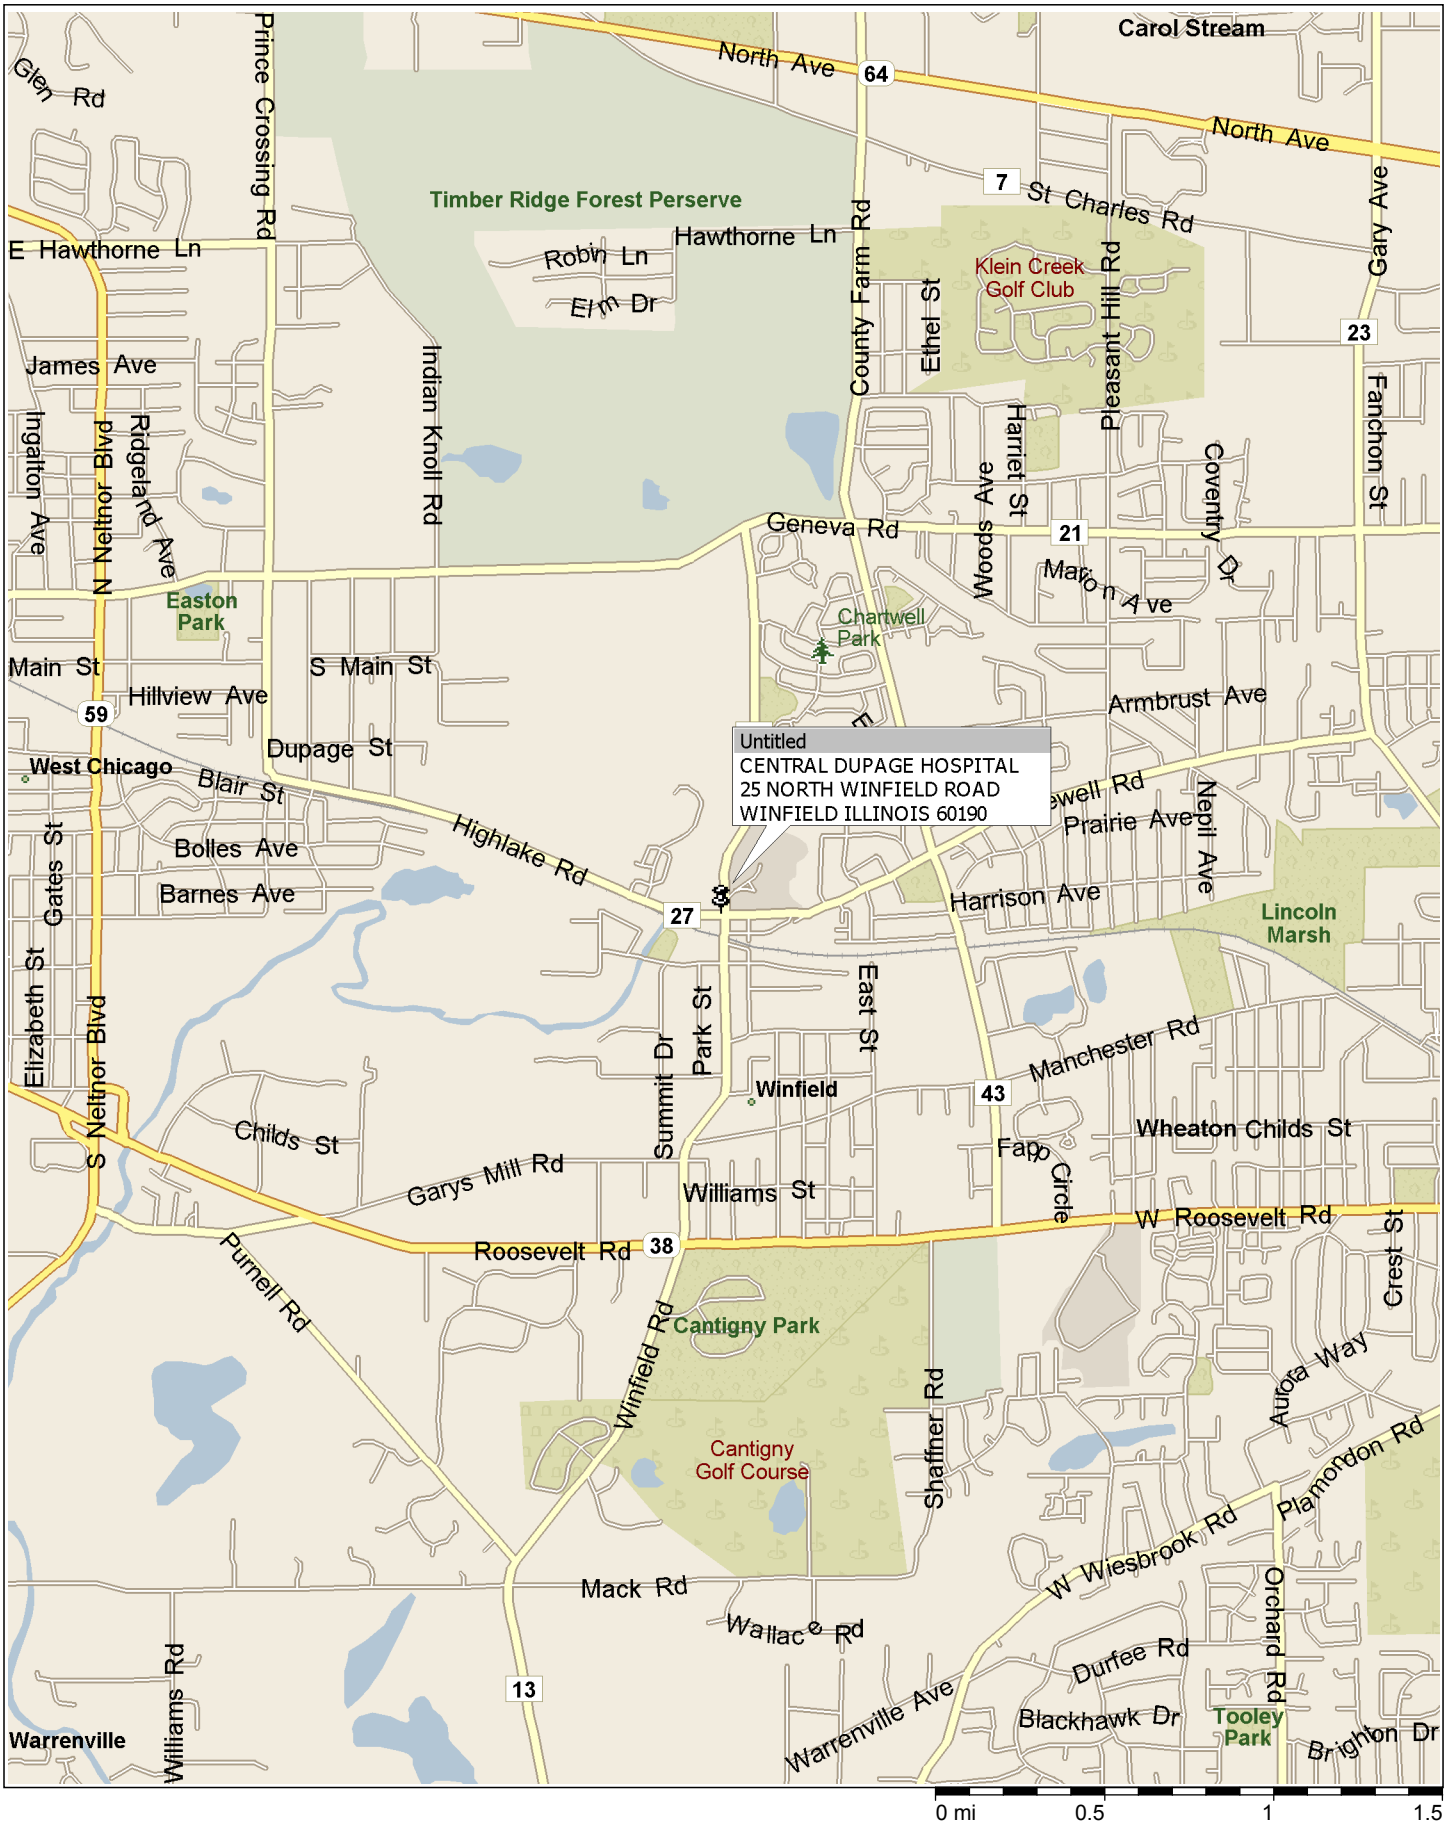 Carol Stream
Prince Crossing Rd
North Ave
64
Glen Rd
North Ave
7
St Charles Rd
Gary Ave
Timber Ridge Forest Perserve
Hawthorne Ln
E Hawthorne Ln
Robin Ln
Elm Dr
County Farm Rd
Klein Creek
Golf Club
Ethel St
Pleasant Hill Rd
23
James Ave
Indian Knoll Rd
Fanchon St
Ingalton Ave
N Neltnor Blvd
Ridgeland Ave
Harriet St
Woods Ave
Coventry Dr
Geneva Rd
21
Marion Ave
Easton
Park
Chartwell
Park
Main St
S Main St
Hillview Ave
Armbrust Ave
59
E
Dupage St
Untitled
CENTRAL DUPAGE HOSPITAL
25 NORTH WINFIELD ROAD
WINFIELD ILLINOIS 60190
West Chicago
Blair St
ewell Rd
Prairie Ave
Nepil Ave
Gates St
Bolles Ave
Highlake Rd
Barnes Ave
Harrison Ave
27
Lincoln
Marsh
Elizabeth St
East St
Park St
S Neltnor Blvd
Summit Dr
Manchester Rd
Winfield
43
Childs St
Wheaton
Childs St
Fapp Circle
Garys Mill Rd
Williams St
W Roosevelt Rd
Roosevelt Rd
38
Crest St
Purnell Rd
Winfield Rd
Cantigny Park
Aurora Way
Shaffner Rd
Cantigny
Golf Course
Plamondon Rd
W Wiesbrook Rd
Mack Rd
Orchard Rd
Wallace Rd
Williams Rd
Durfee Rd
13
Warrenville Ave
Blackhawk Dr
Tooley
Park
Brighton Dr
Warrenville
0 mi 0.5 1 1.5